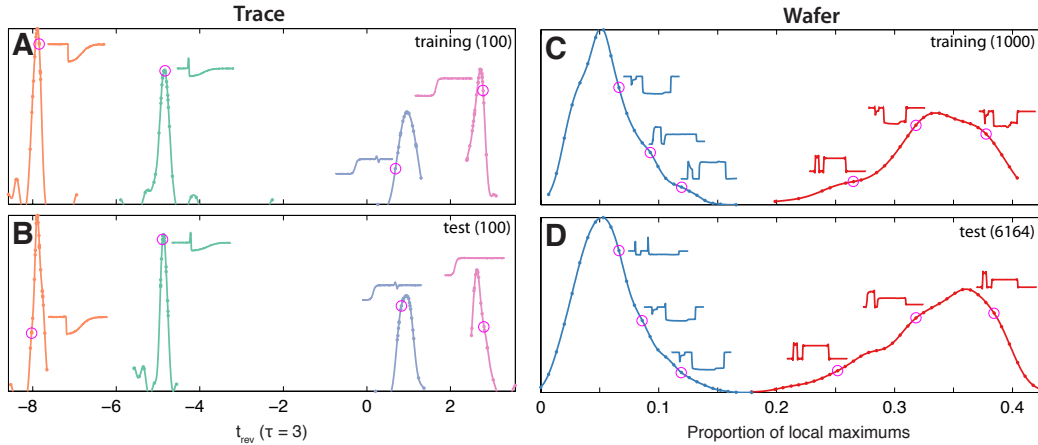 Trace
Wafer
A
training (100)
C
training (1000)
B
test (100)
D
test (6164)
−8 −6 −4 −2 0 2
0 0.1 0.2 0.3 0.4
t_rev (τ = 3)
Proportion of local maximums